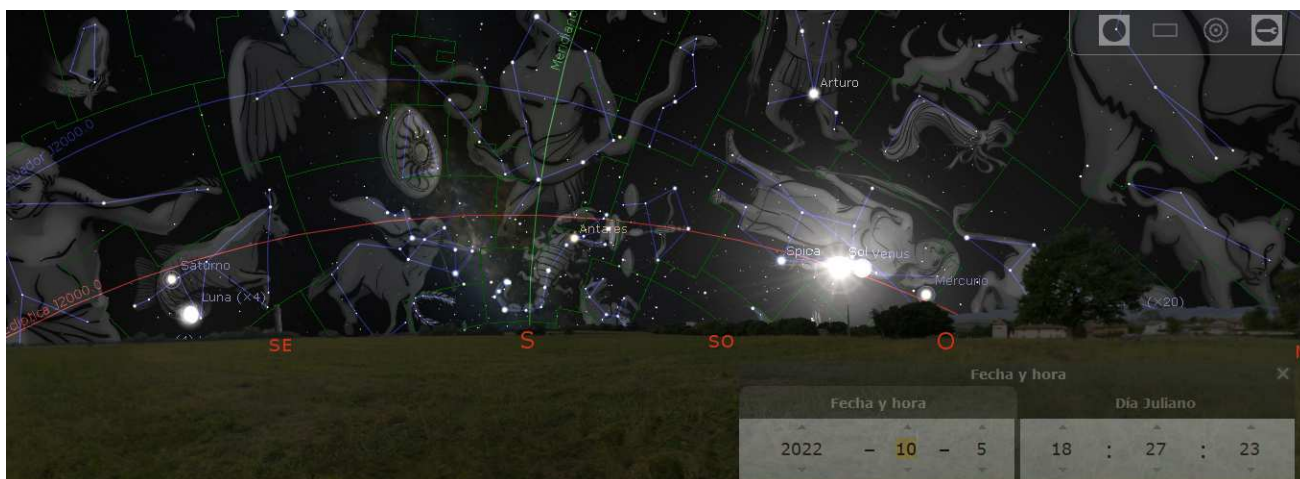 Meridiano
Arturo
Ecuador J2000.0
Antares
Saturno
Spica
Sol
Venus
Luna (×4)
Mercurio
Eclíptica J2000.0
(×20)
SE
S
SO
O
Fecha y hora
×
Fecha y hora
Día Juliano
2022 – 10 – 5
18 : 27 : 23